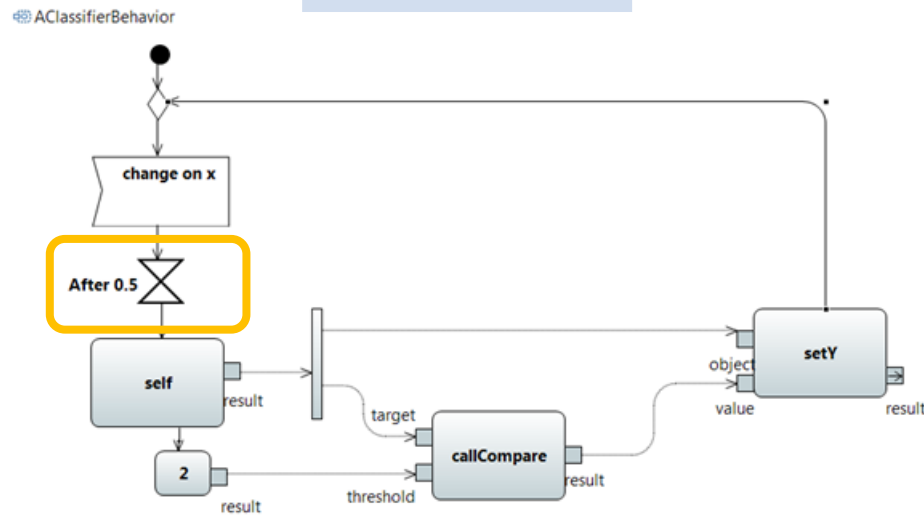 AClassifierBehavior
change on x
After 0.5
self
result
2
result
target
threshold
callCompare
result
object
value
setY
result